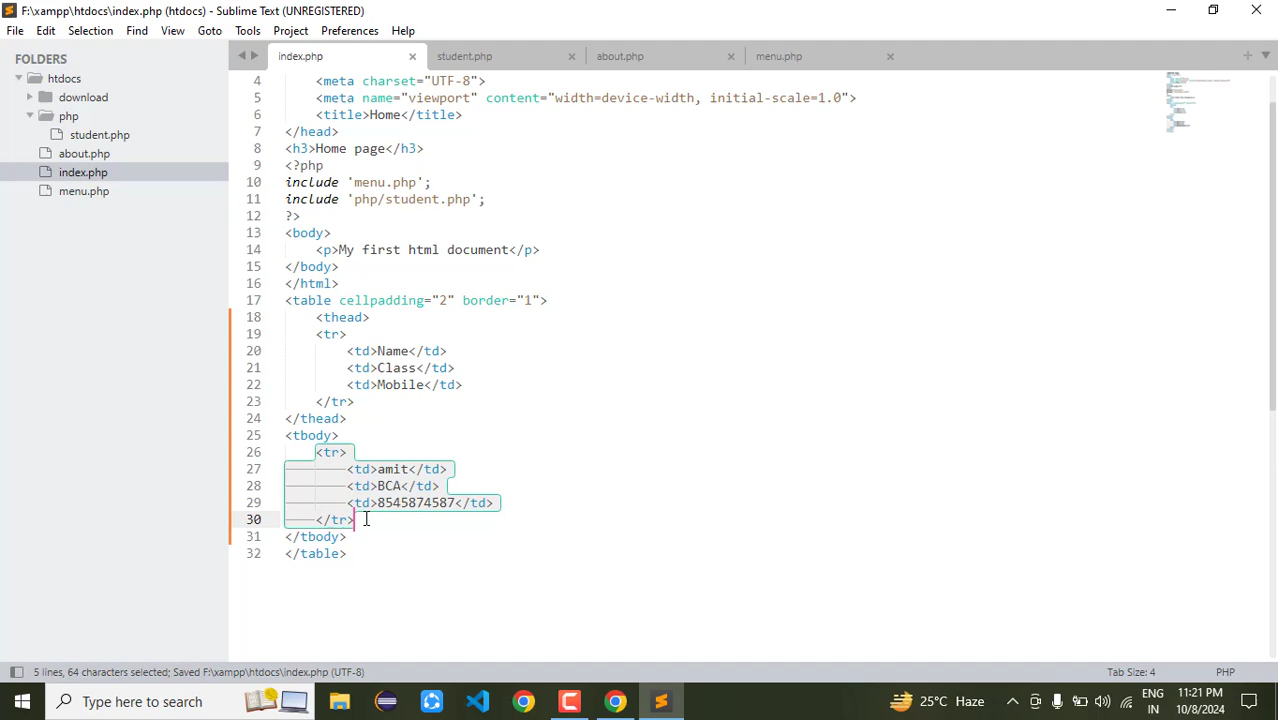 F:\xampp\htdocs\index.php (htdocs) - Sublime Text (UNREGISTERED)
File Edit Selection Find View Goto Tools Project Preferences Help
FOLDERS
htdocs
download
php
student.php
about.php
index.php
menu.php
index.php student.php about.php menu.php
4 <meta charset="UTF-8">
5 <meta name="viewport" content="width=device-width, initial-scale=1.0">
6 <title>Home</title>
7 </head>
8 <h3>Home page</h3>
9 <?php
10 include 'menu.php';
11 include 'php/student.php';
12 ?>
13 <body>
14 <p>My first html document</p>
15 </body>
16 </html>
17 <table cellpadding="2" border="1">
18 <thead>
19 <tr>
20 <td>Name</td>
21 <td>Class</td>
22 <td>Mobile</td>
23 </tr>
24 </thead>
25 <tbody>
26 <tr>
27 <td>amit</td>
28 <td>BCA</td>
29 <td>8545874587</td>
30 </tr>
31 </tbody>
32 </table>
5 lines, 64 characters selected; Saved F:\xampp\htdocs\index.php (UTF-8) Tab Size: 4 PHP
Type here to search 25°C Haze ENG 11:21 PM
IN 10/8/2024